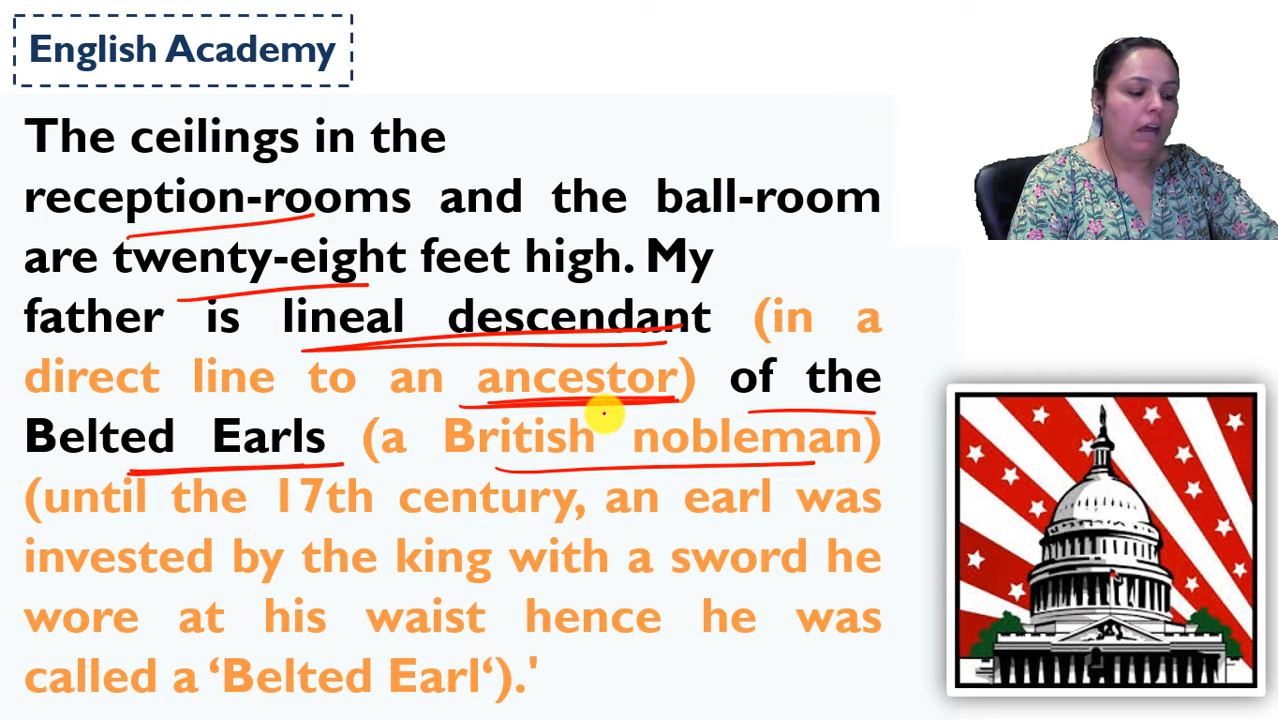 English Academy
The ceilings in the
reception-rooms and the ball-room
are twenty-eight feet high. My
father is lineal descendant (in a
direct line to an ancestor) of the
Belted Earls (a British nobleman)
(until the 17th century, an earl was
invested by the king with a sword he
wore at his waist hence he was
called a ‘Belted Earl‘).'